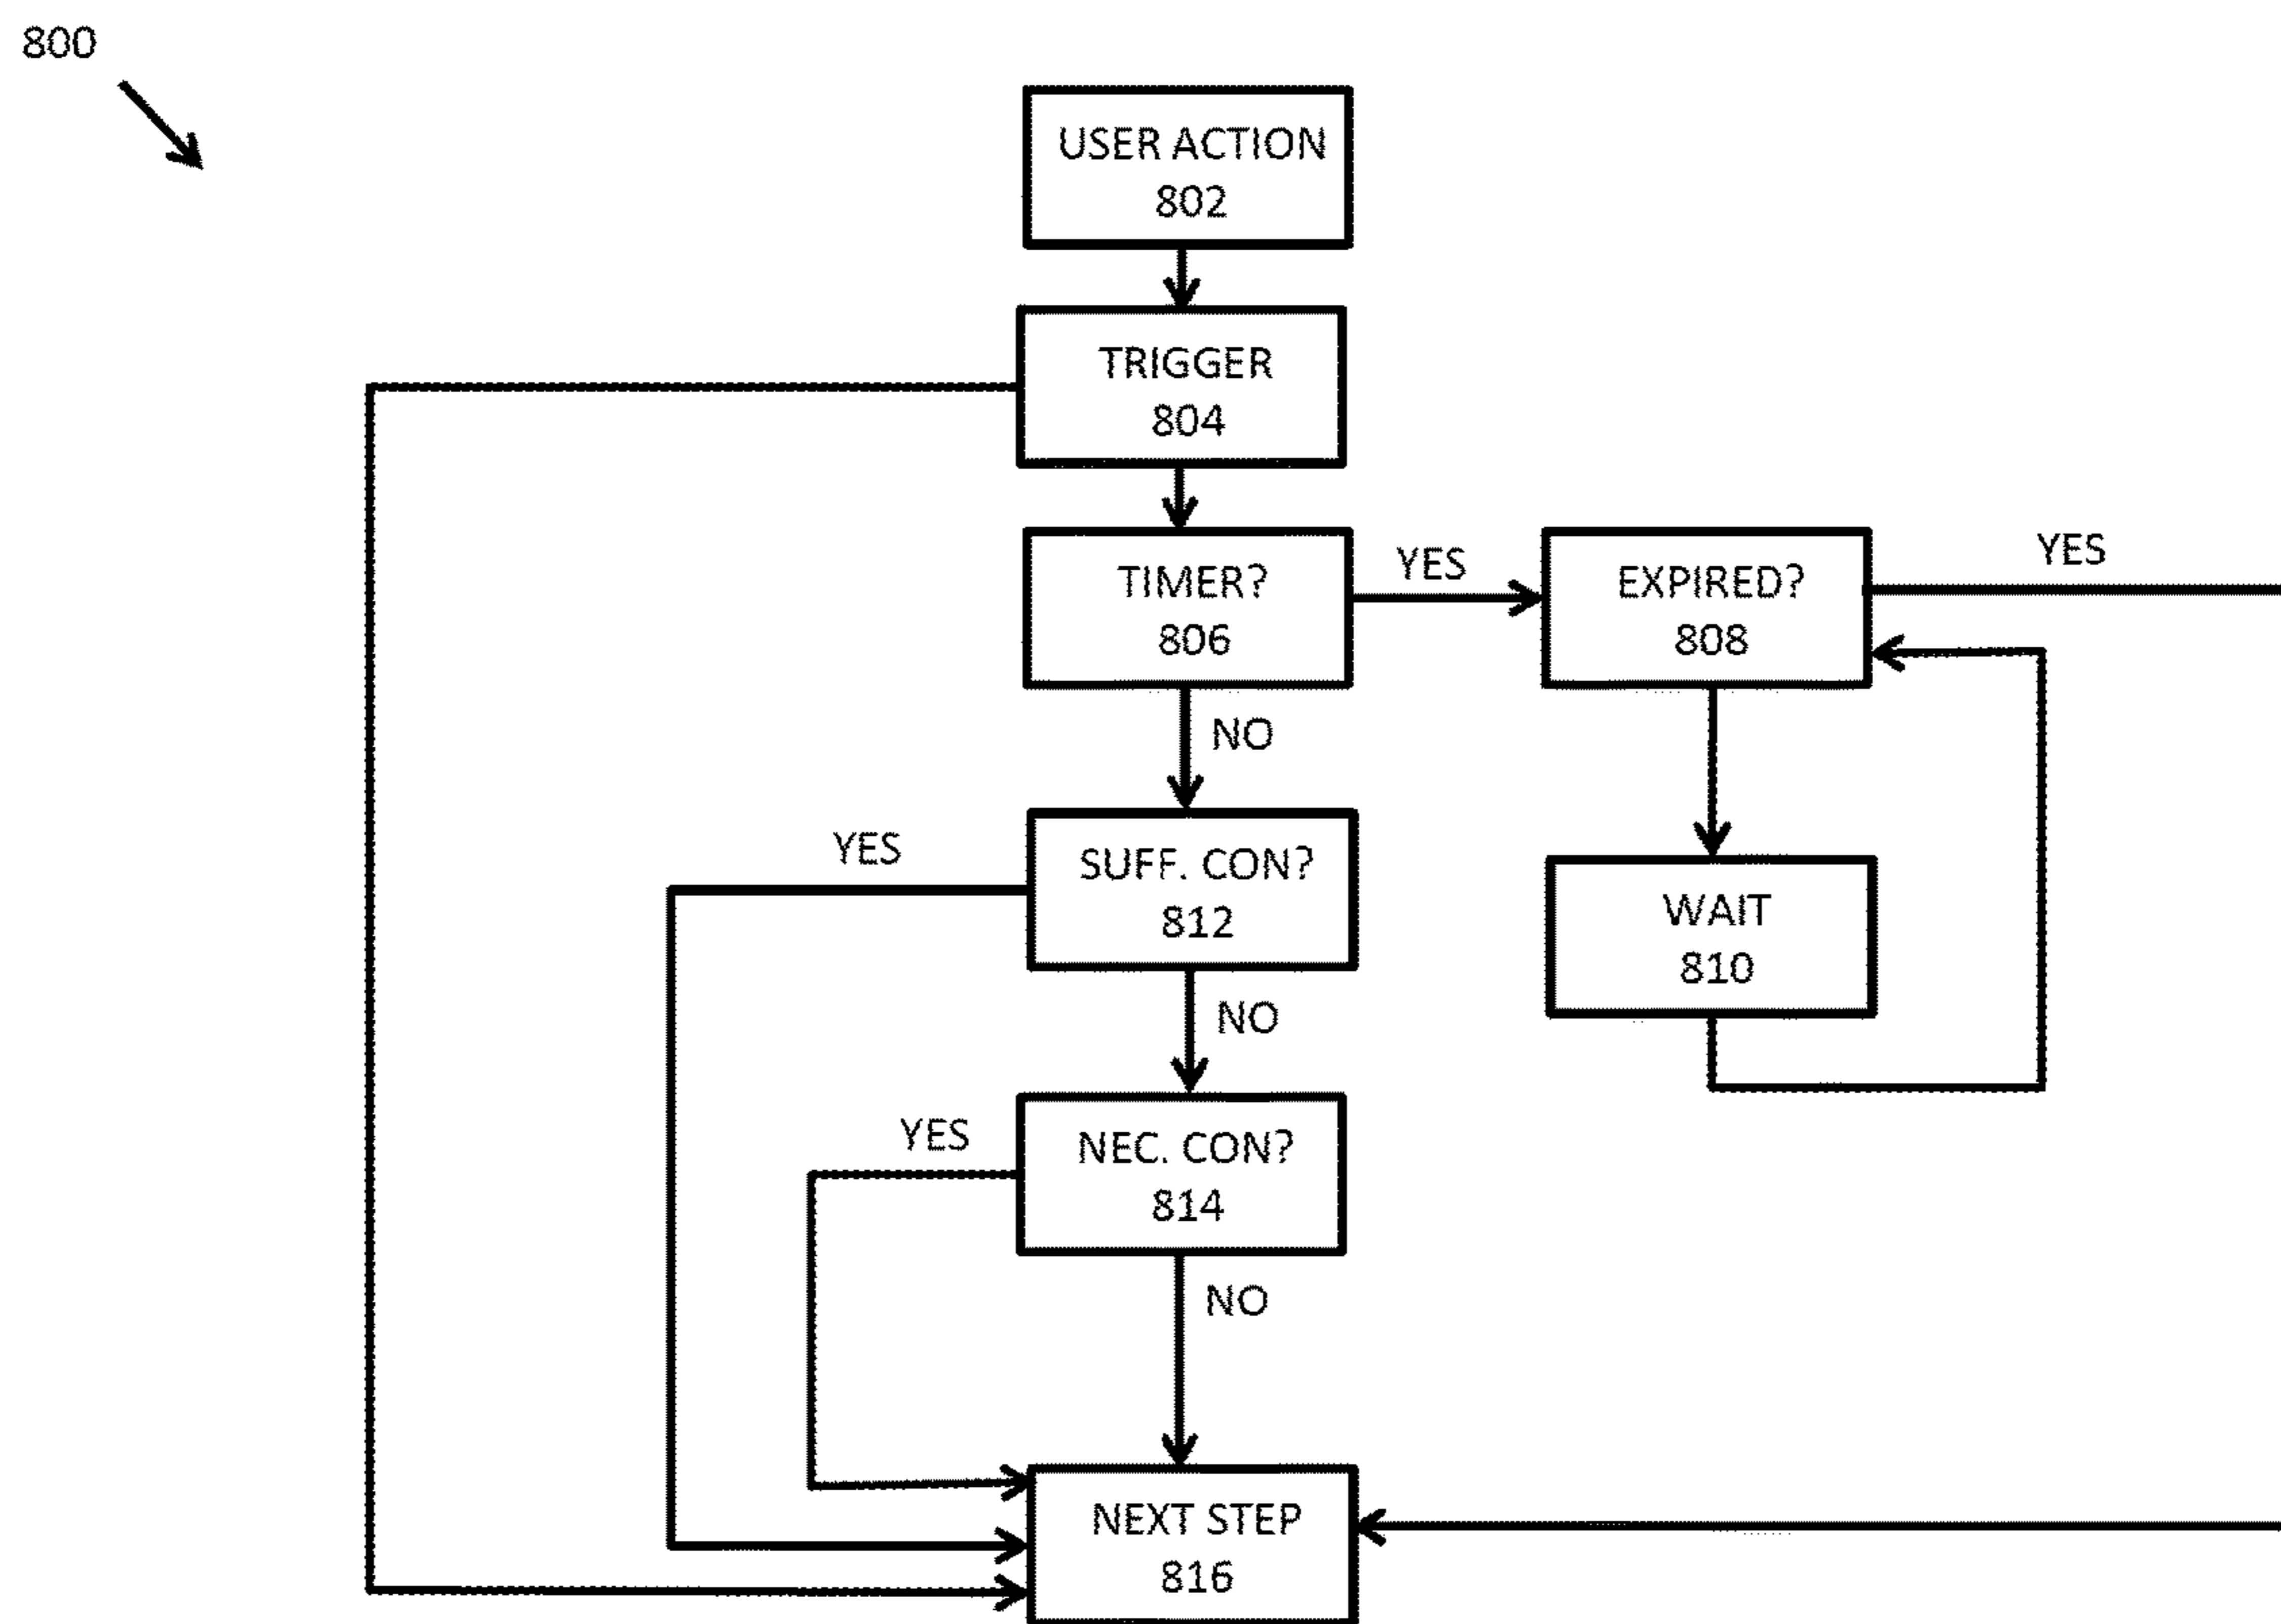 800
USER ACTION
802
TRIGGER
804
TIMER?
806
YES
EXPIRED?
808
YES
NO
YES
SUFF. CON?
812
WAIT
810
NO
YES
NEC. CON?
814
NO
NEXT STEP
816